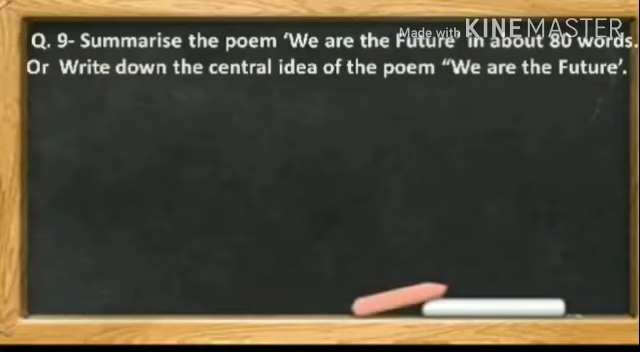 Made with KINEMASTER
Q. 9- Summarise the poem ‘We are the Future’ in about 80 words.
Or Write down the central idea of the poem “We are the Future’.